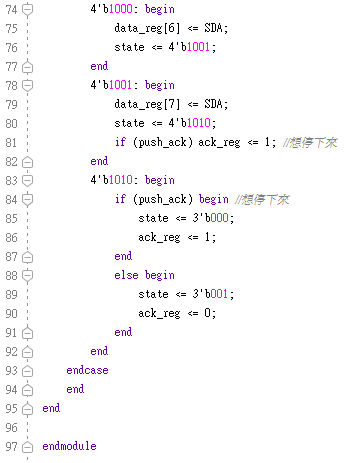 74 4'b1000: begin
75 data_reg[6] <= SDA;
76 state <= 4'b1001;
77 end
78 4'b1001: begin
79 data_reg[7] <= SDA;
80 state <= 4'b1010;
81 if (push_ack) ack_reg <= 1; //想停下來
82 end
83 4'b1010: begin
84 if (push_ack) begin //想停下來
85 state <= 3'b000;
86 ack_reg <= 1;
87 end
88 else begin
89 state <= 3'b001;
90 ack_reg <= 0;
91 end
92 end
93 endcase
94 end
95 end
96
97 endmodule